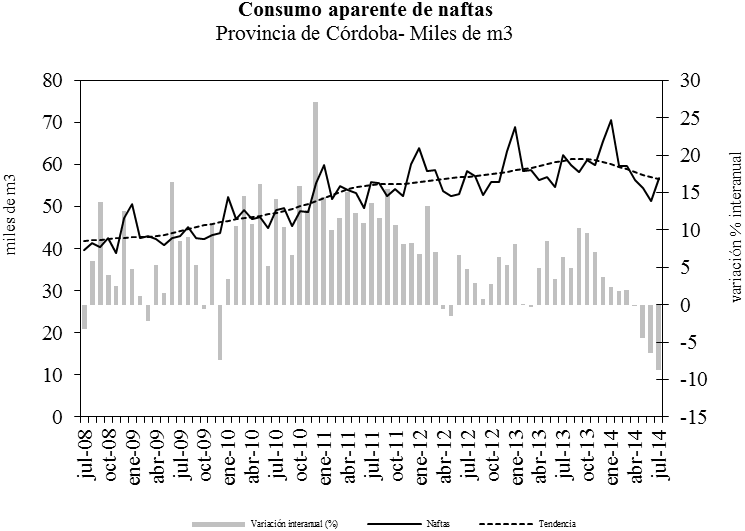 Consumo aparente de naftas
Provincia de Córdoba- Miles de m3
80
70
60
50
40
30
20
10
0
miles de m3
30
25
20
15
10
5
0
-5
-10
-15
variación % interanual
jul-08
oct-08
ene-09
abr-09
jul-09
oct-09
ene-10
abr-10
jul-10
oct-10
ene-11
abr-11
jul-11
oct-11
ene-12
abr-12
jul-12
oct-12
ene-13
abr-13
jul-13
oct-13
ene-14
abr-14
jul-14
Variación interanual (%)
Naftas
Tendencia